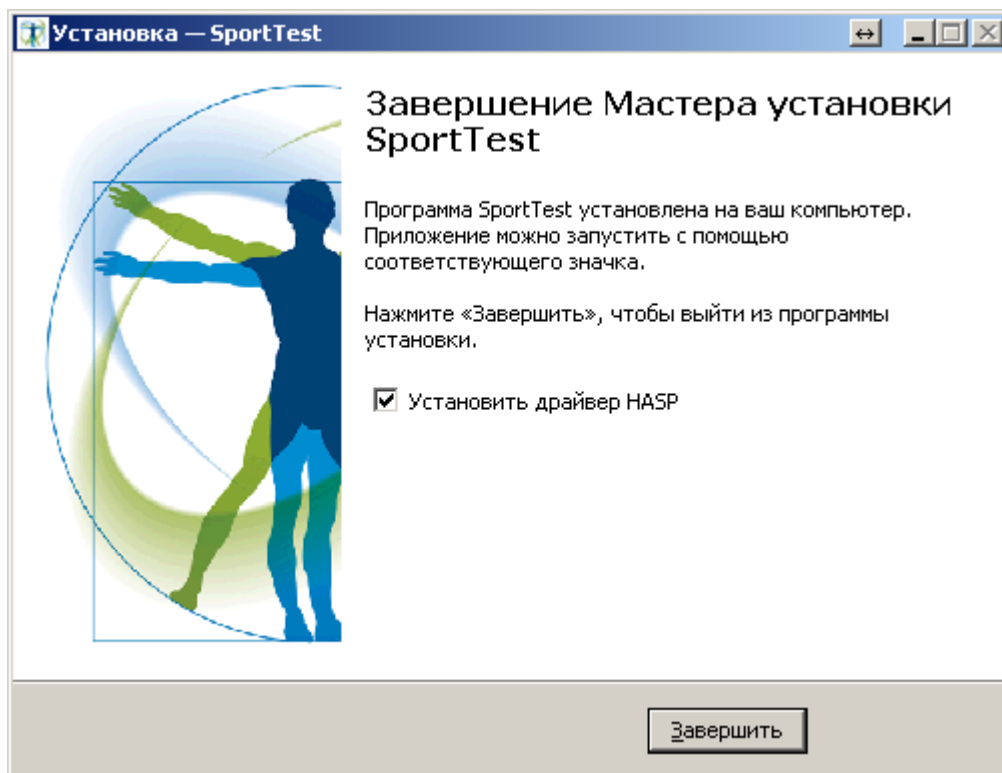 Установка — SportTest
Завершение Мастера установки
SportTest
Программа SportTest установлена на ваш компьютер.
Приложение можно запустить с помощью
соответствующего значка.
Нажмите «Завершить», чтобы выйти из программы
установки.
Установить драйвер HASP
Завершить